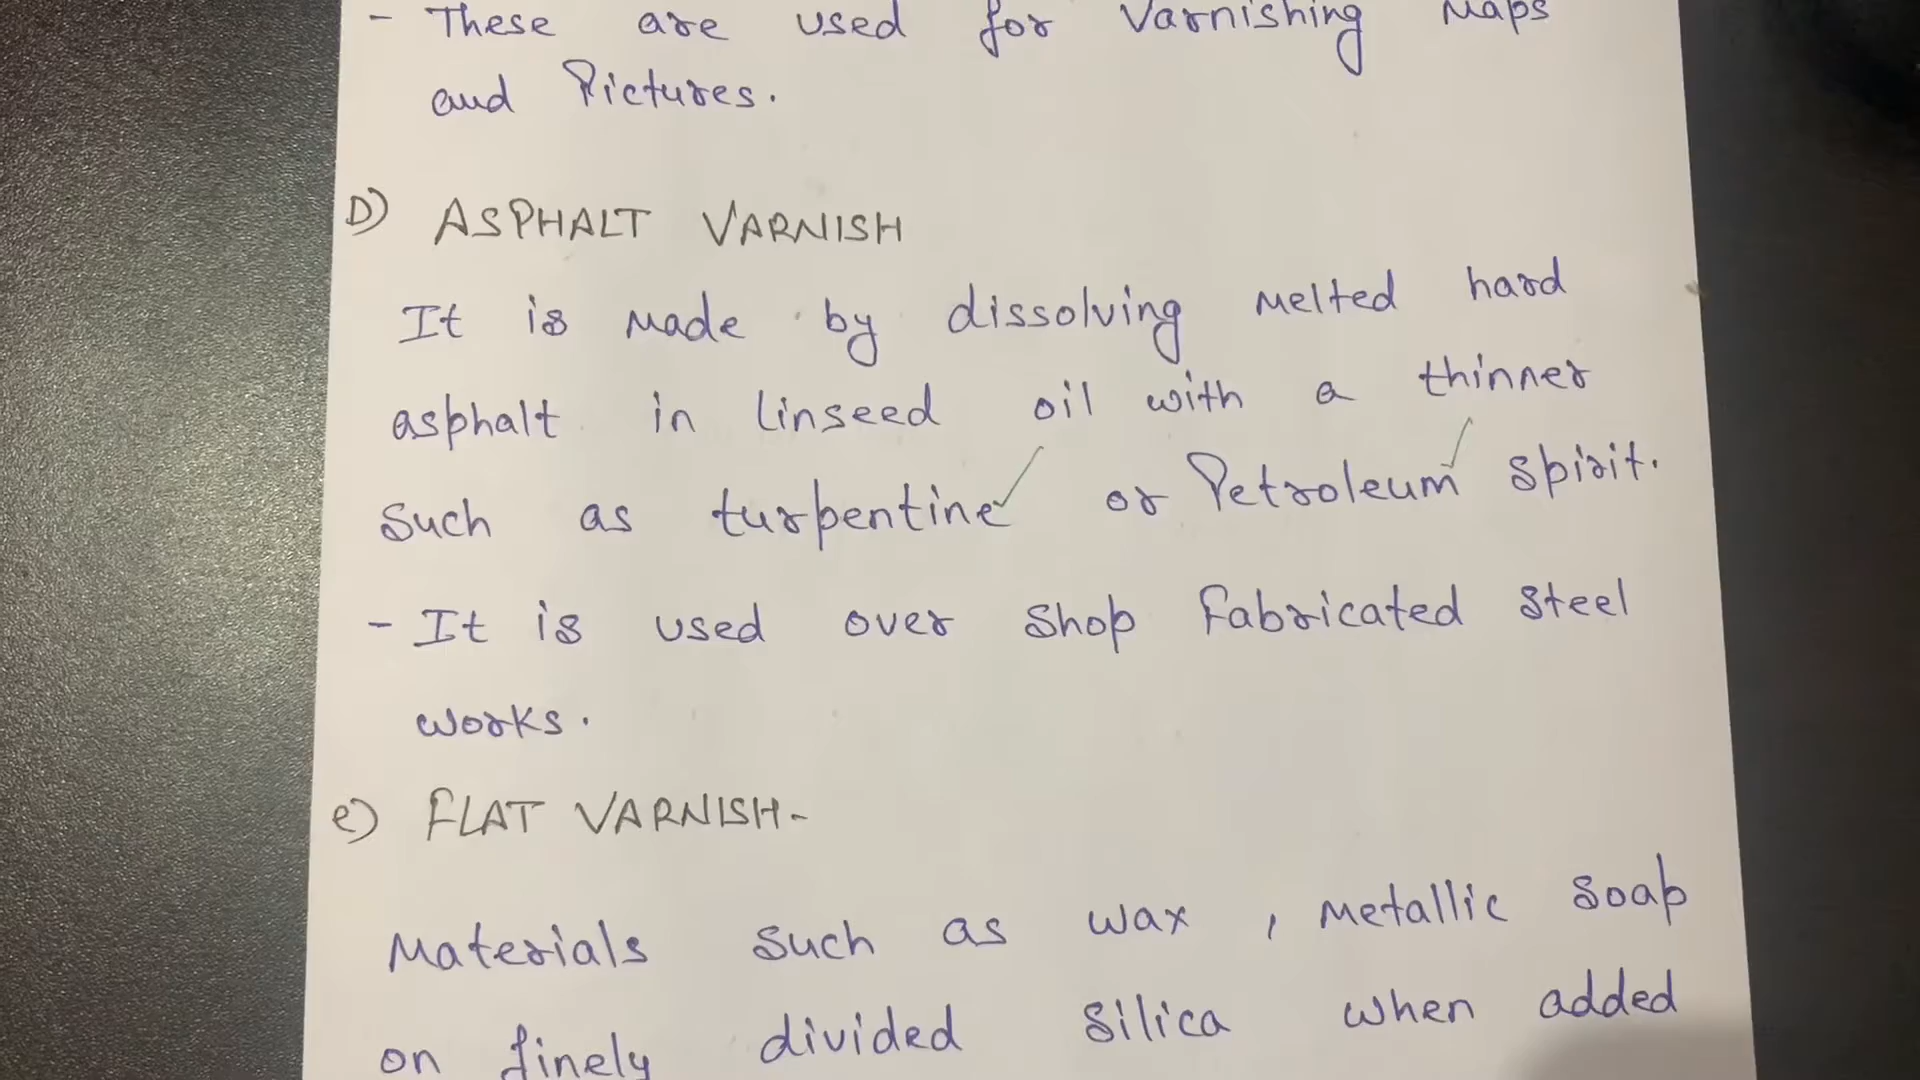 - These are used for Varnishing Maps
and Pictures.
D) ASPHALT VARNISH
It is Made by dissolving Melted hard
asphalt in linseed oil with a thinner
Such as turpentine or Petroleum Spirit.
- It is used over Shop Fabricated Steel
works.
e) FLAT VARNISH-
Materials Such as wax, Metallic Soap
on finely divided Silica when added